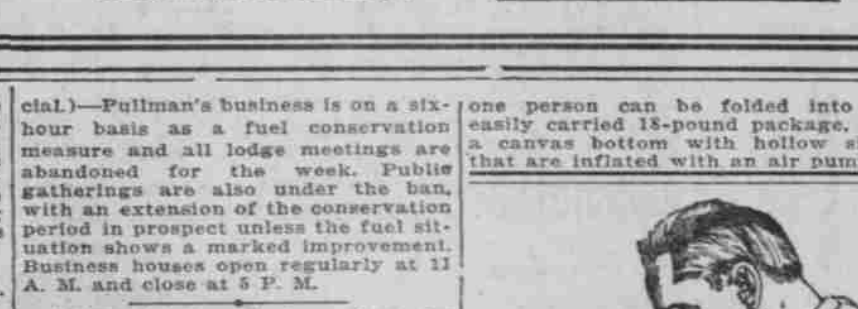 cial.)—Pullman's business is on a six-
hour basis as a fuel conservation
measure and all lodge meetings are
abandoned for the week. Public
gatherings are also under the ban,
with an extension of the conservation
period in prospect unless the fuel sit-
uation shows a marked improvement.
Business houses open regularly at 11
A. M. and close at 5 P. M.
one person can be folded into
easily carried 18-pound package,
a canvas bottom with hollow
that are inflated with an air